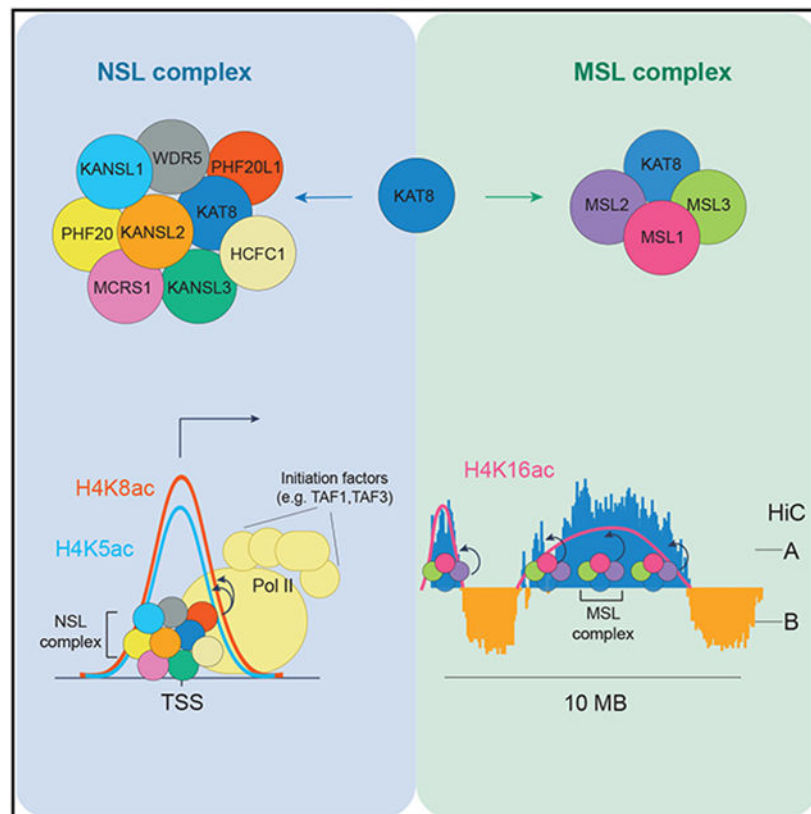 NSL complex
KANSL1
WDR5
PHF20L1
PHF20
KANSL2
KAT8
HCFC1
MCRS1
KANSL3
KAT8
MSL complex
KAT8
MSL2
MSL3
MSL1
H4K8ac
H4K5ac
Initiation factors
(e.g. TAF1,TAF3)
Pol II
NSL
complex
TSS
H4K16ac
HiC
A
B
MSL
complex
10 MB